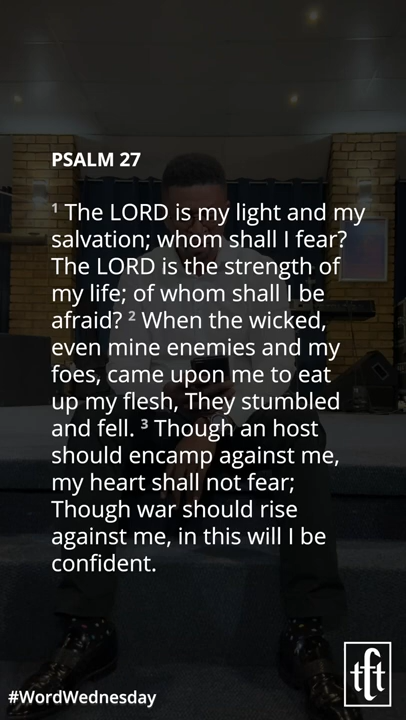 PSALM 27
¹ The LORD is my light and my
salvation; whom shall I fear?
The LORD is the strength of
my life; of whom shall I be
afraid? ² When the wicked,
even mine enemies and my
foes, came upon me to eat
up my flesh, They stumbled
and fell. ³ Though an host
should encamp against me,
my heart shall not fear;
Though war should rise
against me, in this will I be
confident.
#WordWednesday
tft